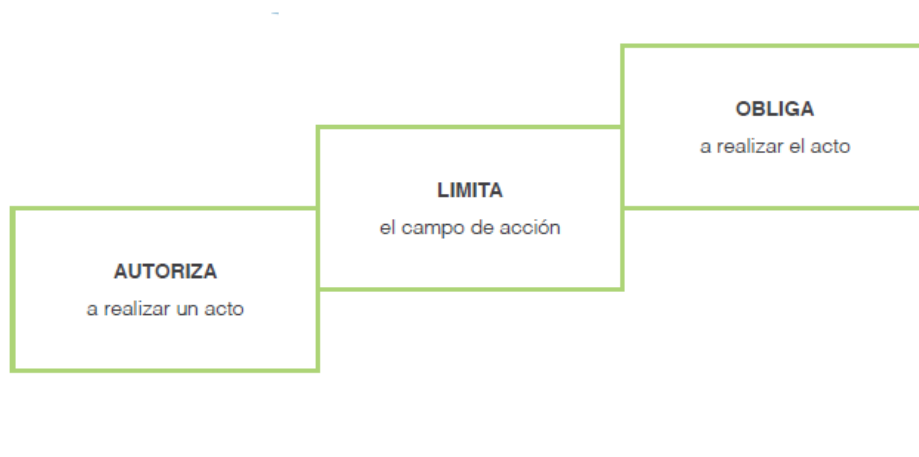 AUTORIZA
a realizar un acto
LIMITA
el campo de acción
OBLIGA
a realizar el acto